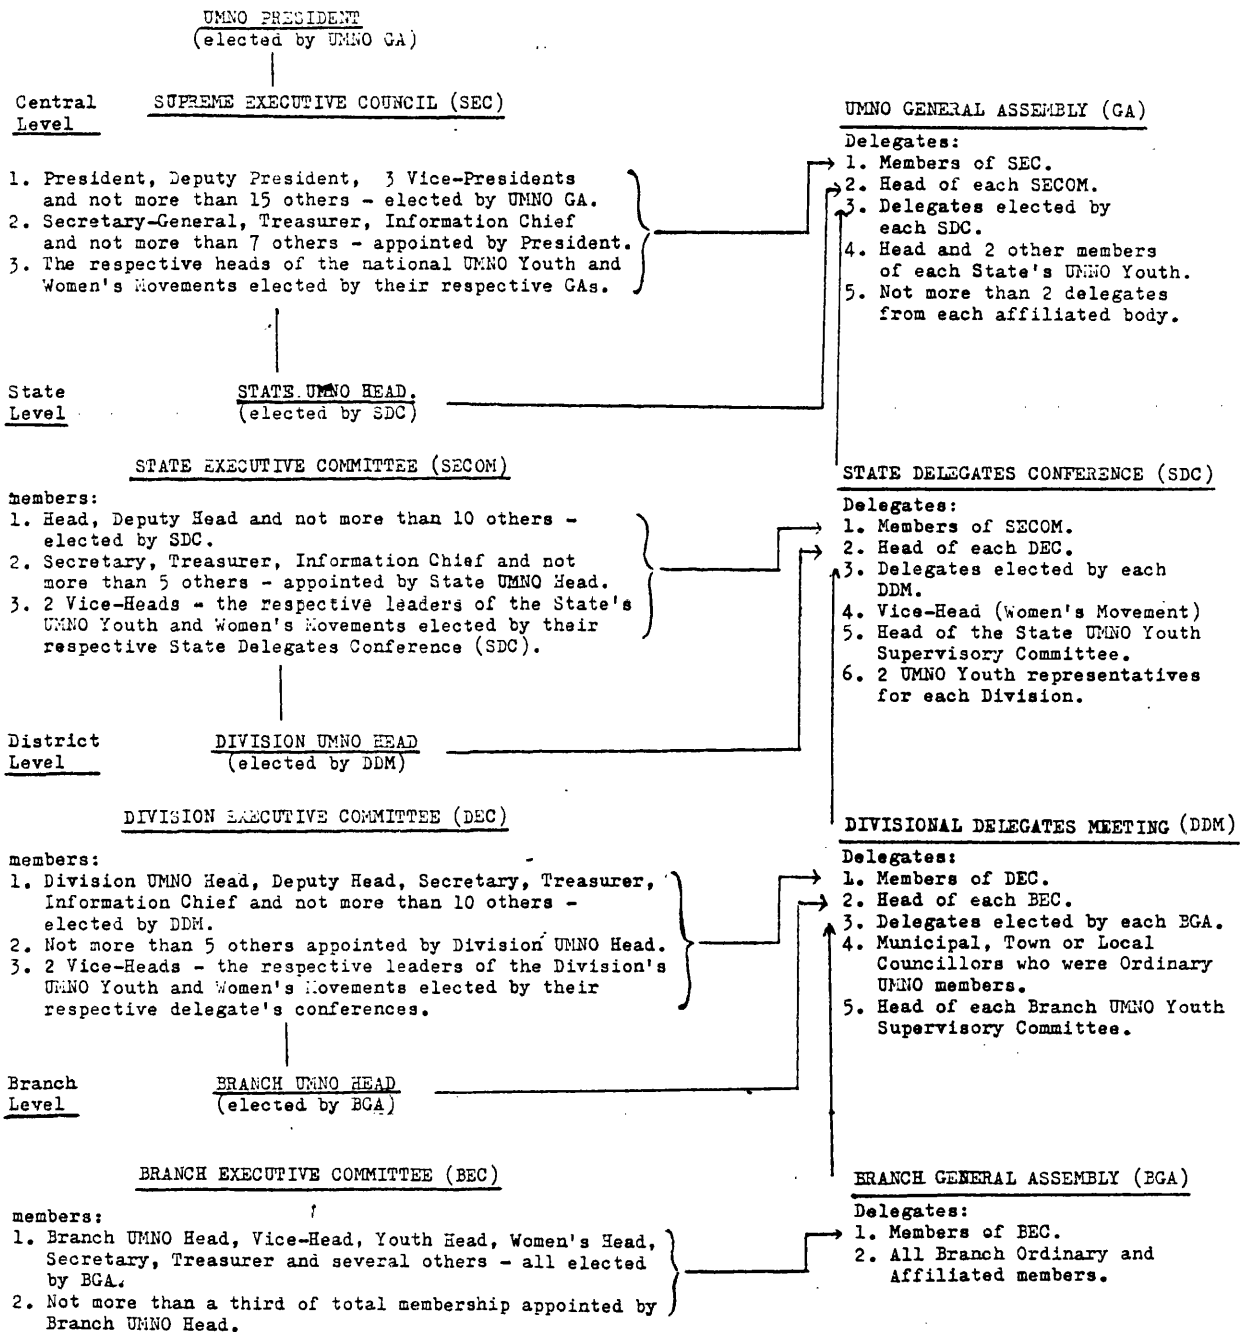 UMNO PRESIDENT
(elected by UMNO GA)
Central
Level
SUPREME EXECUTIVE COUNCIL (SEC)
1. President, Deputy President, 3 Vice-Presidents
and not more than 15 others - elected by UMNO GA.
2. Secretary-General, Treasurer, Information Chief
and not more than 7 others - appointed by President.
3. The respective heads of the national UMNO Youth and
Women's Movements elected by their respective GAs.
UMNO GENERAL ASSEMBLY (GA)
Delegates:
1. Members of SEC.
2. Head of each SECOM.
3. Delegates elected by
each SDC.
4. Head and 2 other members
of each State's UMNO Youth.
5. Not more than 2 delegates
from each affiliated body.
State
Level
STATE UMNO HEAD.
(elected by SDC)
STATE EXECUTIVE COMMITTEE (SECOM)
members:
1. Head, Deputy Head and not more than 10 others -
elected by SDC.
2. Secretary, Treasurer, Information Chief and not
more than 5 others - appointed by State UMNO Head.
3. 2 Vice-Heads - the respective leaders of the State's
UMNO Youth and Women's Movements elected by their
respective State Delegates Conference (SDC).
STATE DELEGATES CONFERENCE (SDC)
Delegates:
1. Members of SECOM.
2. Head of each DEC.
3. Delegates elected by each
DDM.
4. Vice-Head (Women's Movement)
5. Head of the State UMNO Youth
Supervisory Committee.
6. 2 UMNO Youth representatives
for each Division.
District
Level
DIVISION UMNO HEAD
(elected by DDM)
DIVISION EXECUTIVE COMMITTEE (DEC)
members:
1. Division UMNO Head, Deputy Head, Secretary, Treasurer,
Information Chief and not more than 10 others -
elected by DDM.
2. Not more than 5 others appointed by Division UMNO Head.
3. 2 Vice-Heads - the respective leaders of the Division's
UMNO Youth and Women's Movements elected by their
respective delegate's conferences.
DIVISIONAL DELEGATES MEETING (DDM)
Delegates:
1. Members of DEC.
2. Head of each BEC.
3. Delegates elected by each BGA.
4. Municipal, Town or Local
Councillors who were Ordinary
UMNO members.
5. Head of each Branch UMNO Youth
Supervisory Committee.
Branch
Level
BRANCH UMNO HEAD
(elected by BGA)
BRANCH EXECUTIVE COMMITTEE (BEC)
members:
1. Branch UMNO Head, Vice-Head, Youth Head, Women's Head,
Secretary, Treasurer and several others - all elected
by BGA.
2. Not more than a third of total membership appointed by
Branch UMNO Head.
BRANCH GENERAL ASSEMBLY (BGA)
Delegates:
1. Members of BEC.
2. All Branch Ordinary and
Affiliated members.